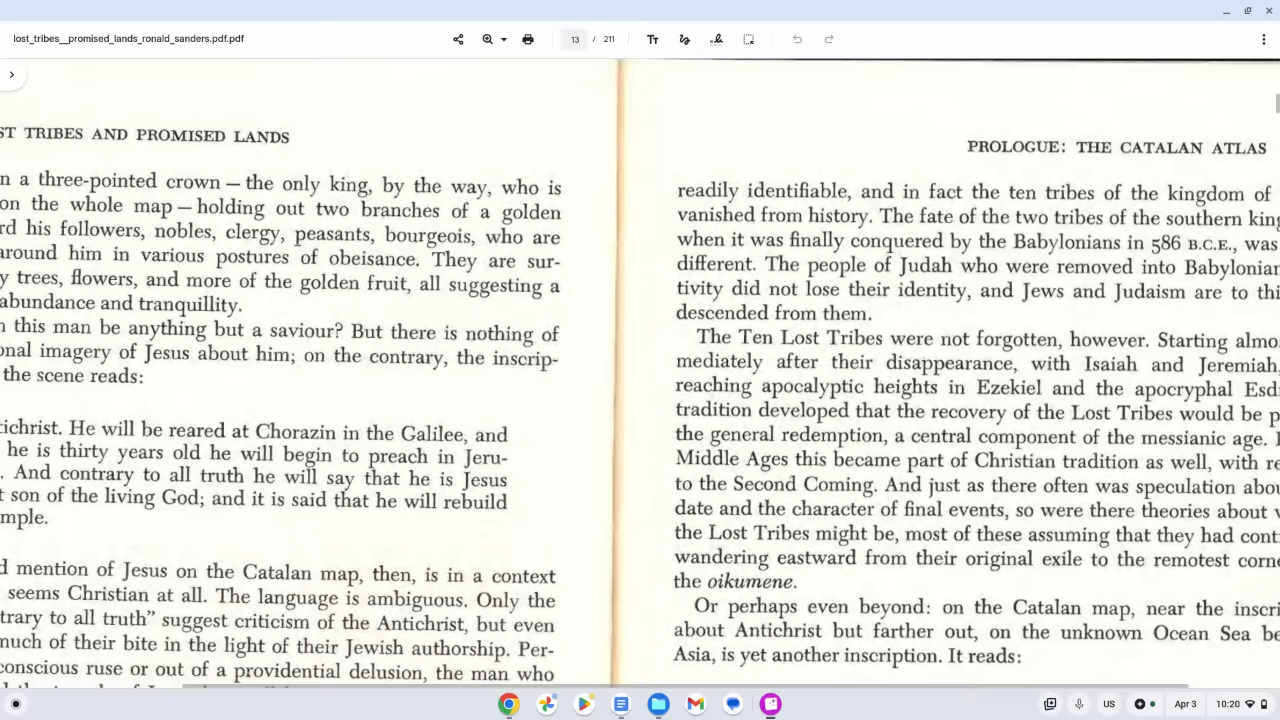 lost_tribes__promised_lands_ronald_sanders.pdf.pdf
13 / 211
ST TRIBES AND PROMISED LANDS
n a three-pointed crown — the only king, by the way, who is
on the whole map — holding out two branches of a golden
rd his followers, nobles, clergy, peasants, bourgeois, who are
around him in various postures of obeisance. They are sur-
y trees, flowers, and more of the golden fruit, all suggesting a
abundance and tranquillity.
n this man be anything but a saviour? But there is nothing of
onal imagery of Jesus about him; on the contrary, the inscrip-
the scene reads:
tichrist. He will be reared at Chorazin in the Galilee, and
he is thirty years old he will begin to preach in Jeru-
. And contrary to all truth he will say that he is Jesus
t son of the living God; and it is said that he will rebuild
mple.
d mention of Jesus on the Catalan map, then, is in a context
seems Christian at all. The language is ambiguous. Only the
trary to all truth" suggest criticism of the Antichrist, but even
much of their bite in the light of their Jewish authorship. Per-
conscious ruse or out of a providential delusion, the man who
PROLOGUE: THE CATALAN ATLAS
readily identifiable, and in fact the ten tribes of the kingdom of
vanished from history. The fate of the two tribes of the southern king
when it was finally conquered by the Babylonians in 586 B.C.E., was
different. The people of Judah who were removed into Babylonian
tivity did not lose their identity, and Jews and Judaism are to thi
descended from them.
The Ten Lost Tribes were not forgotten, however. Starting almo
mediately after their disappearance, with Isaiah and Jeremiah,
reaching apocalyptic heights in Ezekiel and the apocryphal Esd
tradition developed that the recovery of the Lost Tribes would be p
the general redemption, a central component of the messianic age.
Middle Ages this became part of Christian tradition as well, with re
to the Second Coming. And just as there often was speculation abou
date and the character of final events, so were there theories about
the Lost Tribes might be, most of these assuming that they had cont
wandering eastward from their original exile to the remotest corne
the oikumene.
Or perhaps even beyond: on the Catalan map, near the inscri
about Antichrist but farther out, on the unknown Ocean Sea be
Asia, is yet another inscription. It reads:
US
Apr 3
10:20